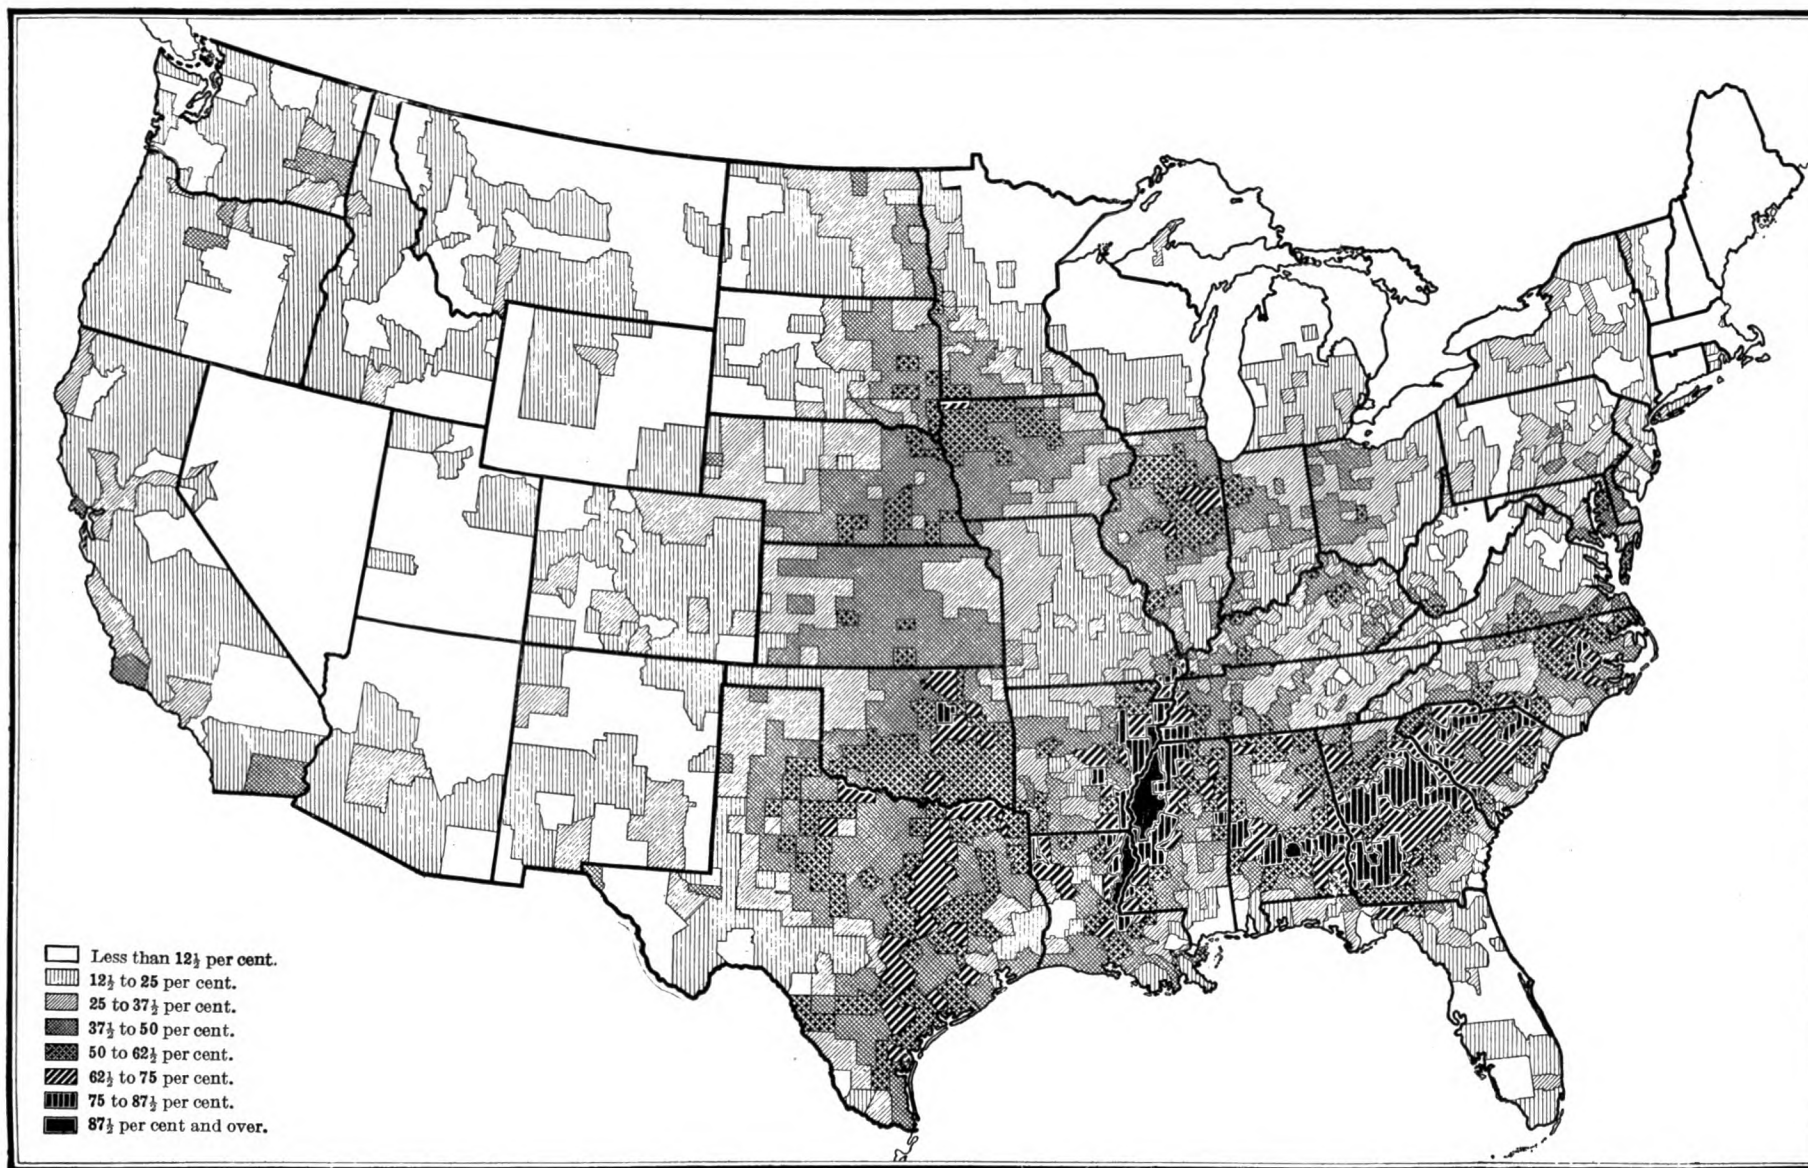 Less than 12½ per cent.
12½ to 25 per cent.
25 to 37½ per cent.
37½ to 50 per cent.
50 to 62½ per cent.
62½ to 75 per cent.
75 to 87½ per cent.
87½ per cent and over.